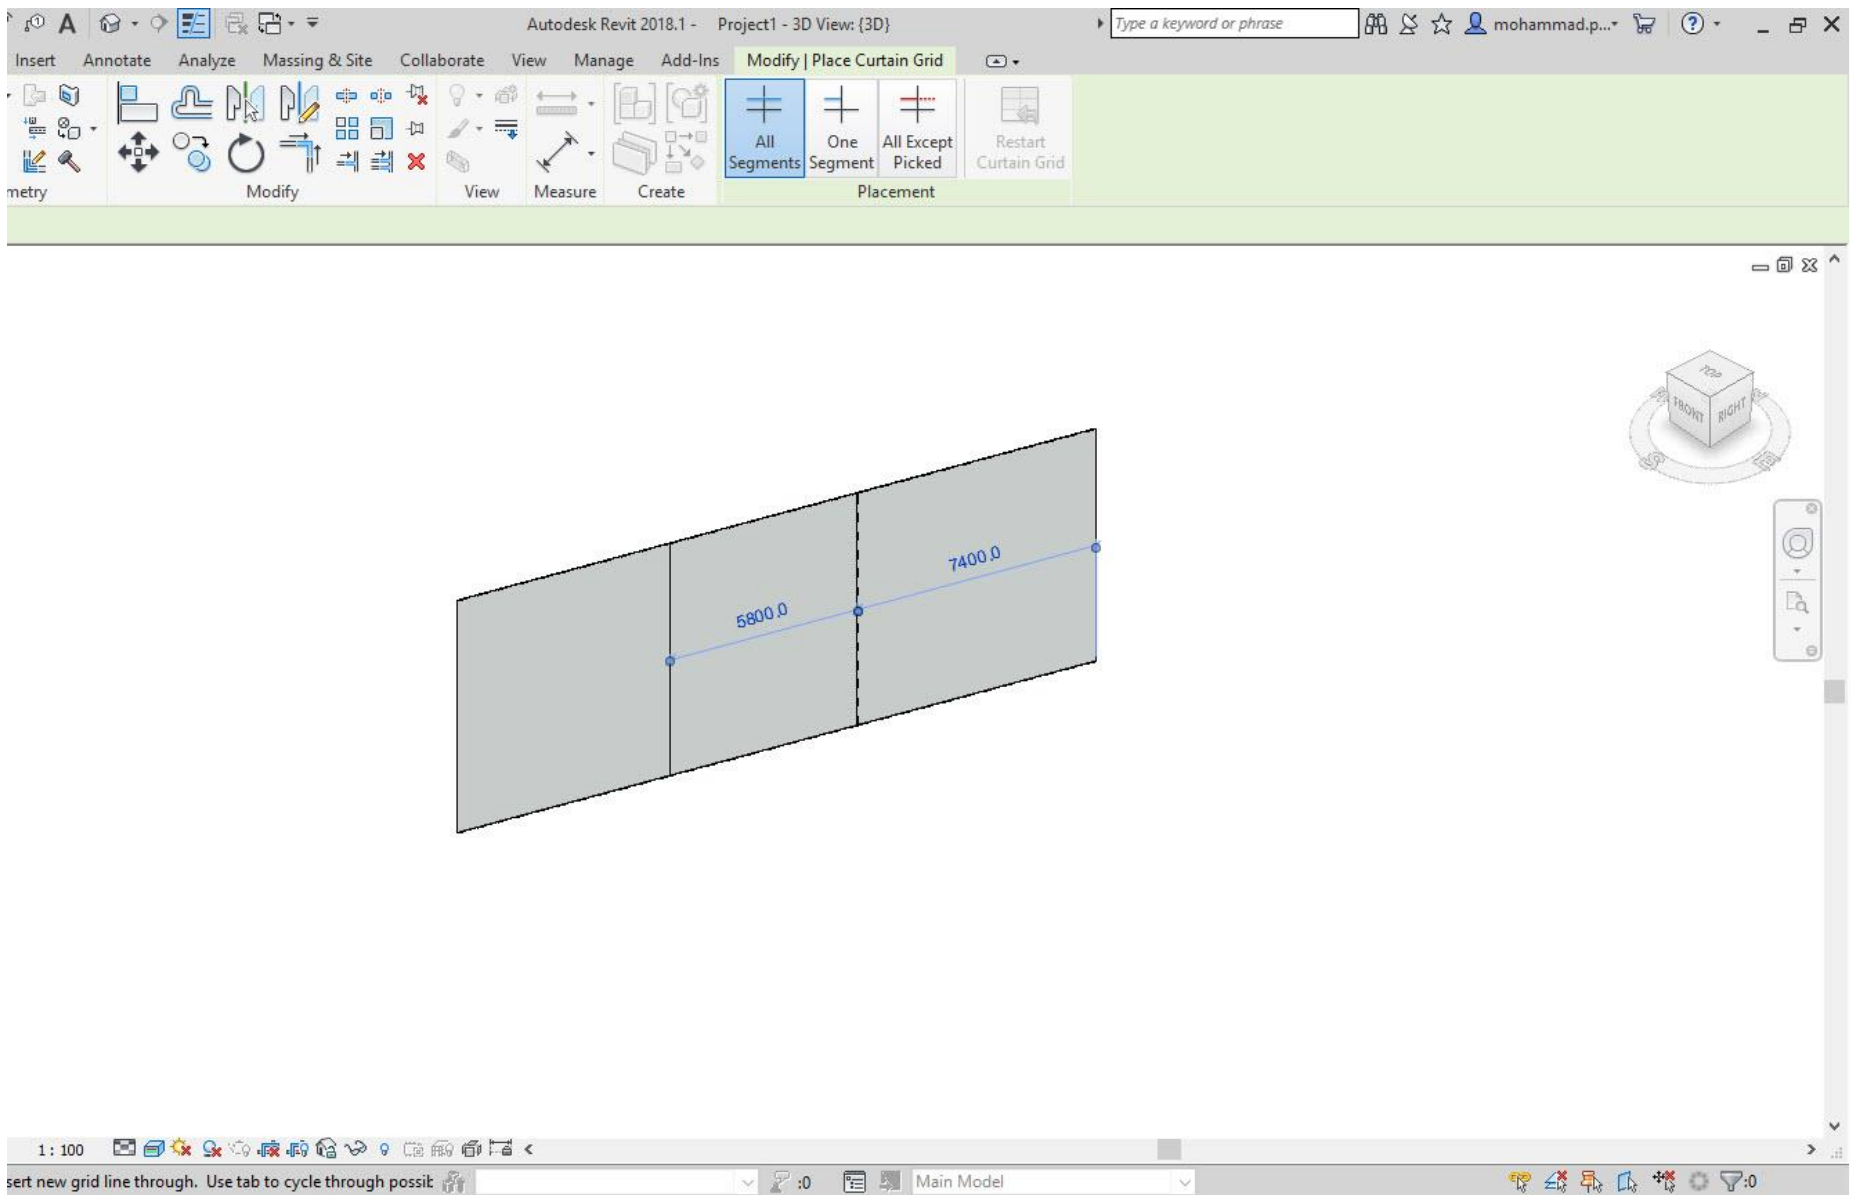 A
Autodesk Revit 2018.1 - Project1 - 3D View: {3D}
Type a keyword or phrase
mohammad.p...
?
Insert Annotate Analyze Massing & Site Collaborate View Manage Add-Ins Modify | Place Curtain Grid
All Segments
One Segment
All Except Picked
Restart Curtain Grid
metry Modify View Measure Create Placement
TOP
FRONT
RIGHT
S
E
7400.0
5800.0
1 : 100
sert new grid line through. Use tab to cycle through possib
:0
Main Model
:0